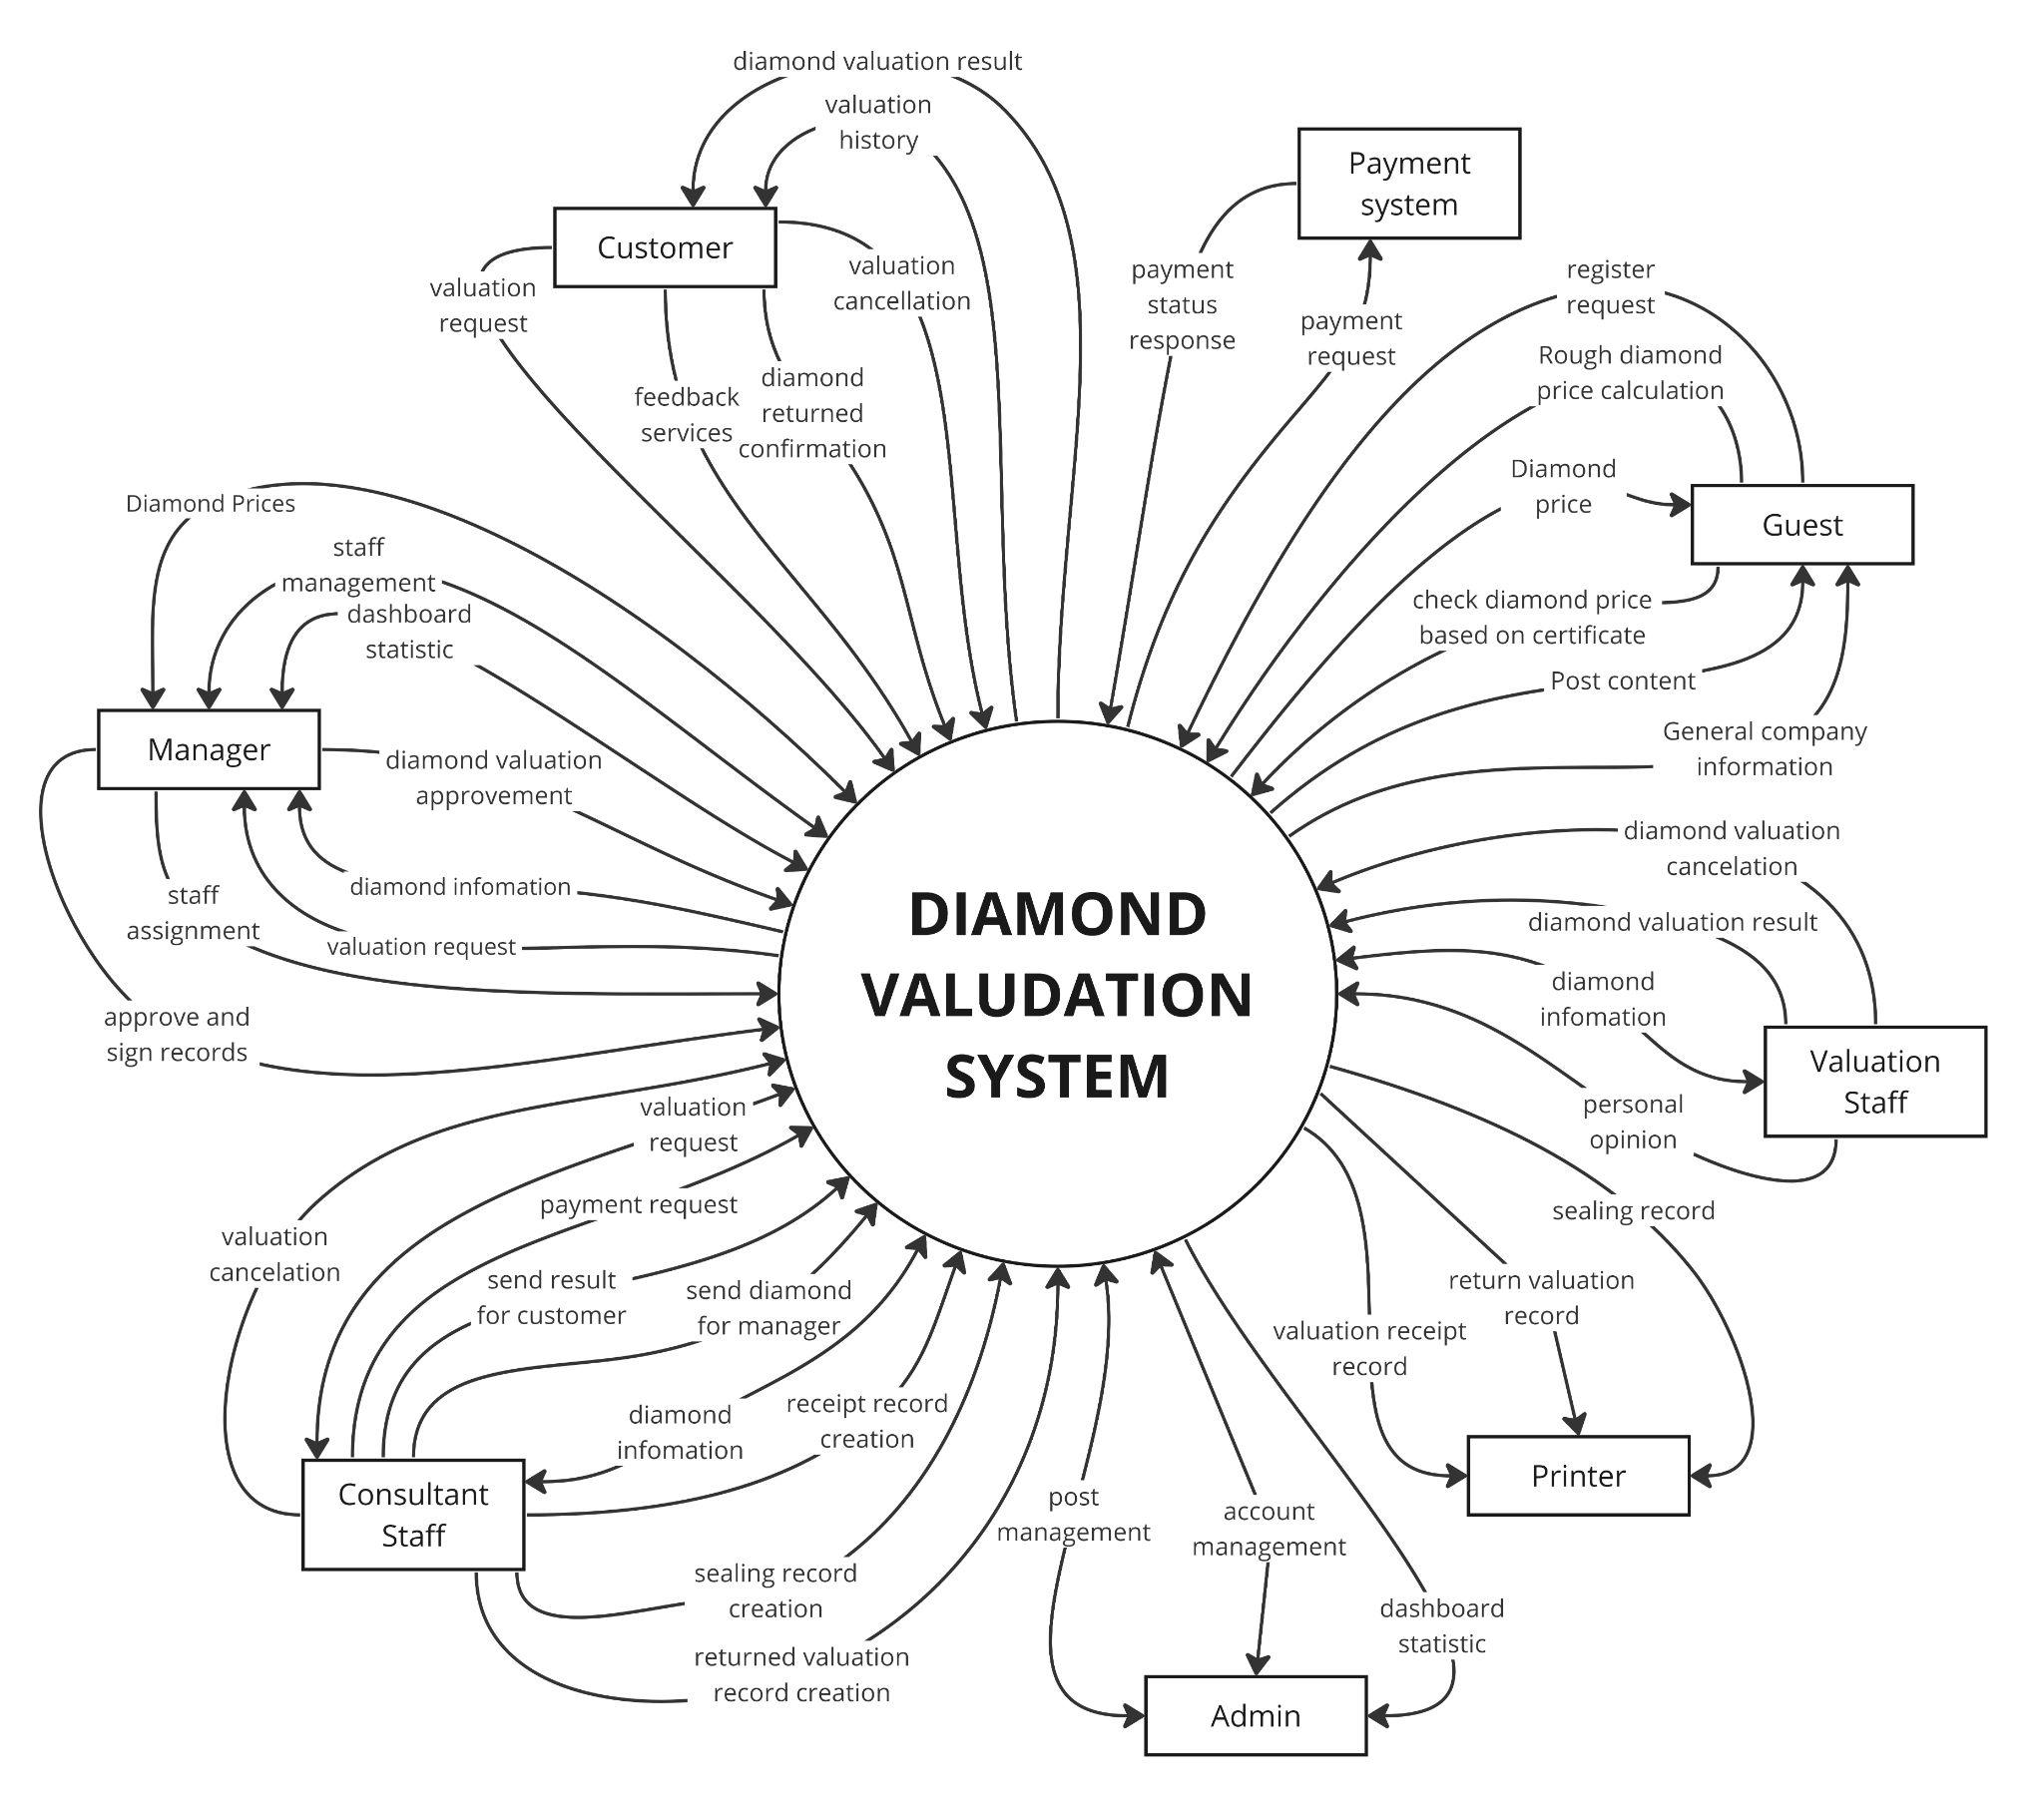 diamond valuation result
valuation
history
Payment
system
Customer
valuation
request
valuation
cancellation
payment
status
response
payment
request
register
request
Rough diamond
price calculation
feedback
services
diamond
returned
confirmation
Diamond
price
Guest
Diamond Prices
staff
management
dashboard
statistic
check diamond price
based on certificate
Post content
General company
information
Manager
diamond valuation
approvement
diamond infomation
staff
assignment
valuation request
approve and
sign records
DIAMOND
VALUDATION
SYSTEM
diamond valuation
cancelation
diamond valuation result
diamond
infomation
Valuation
Staff
personal
opinion
sealing record
return valuation
record
valuation receipt
record
Printer
valuation
request
payment request
valuation
cancelation
send result
for customer
send diamond
for manager
diamond
infomation
receipt record
creation
Consultant
Staff
sealing record
creation
returned valuation
record creation
post
management
account
management
dashboard
statistic
Admin